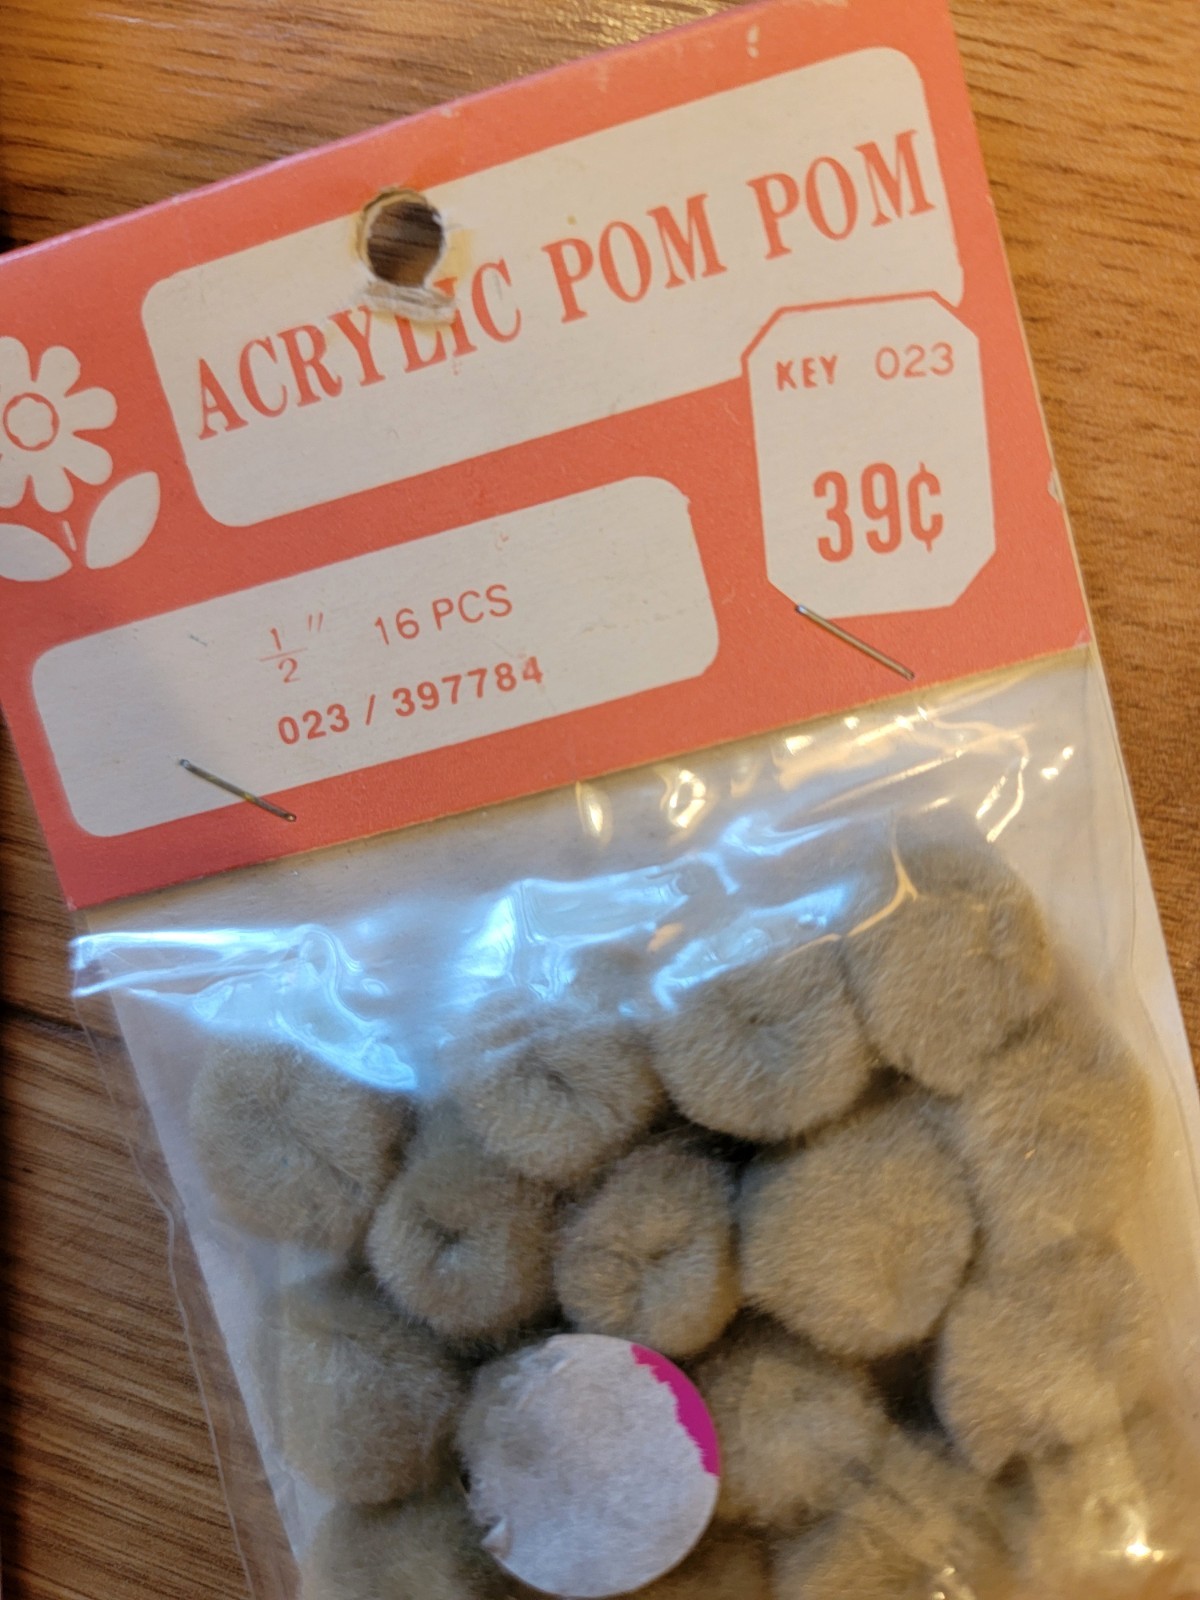 ACRYLIC POM POM
KEY 023
39¢
1/2" 16 PCS
023 / 397784